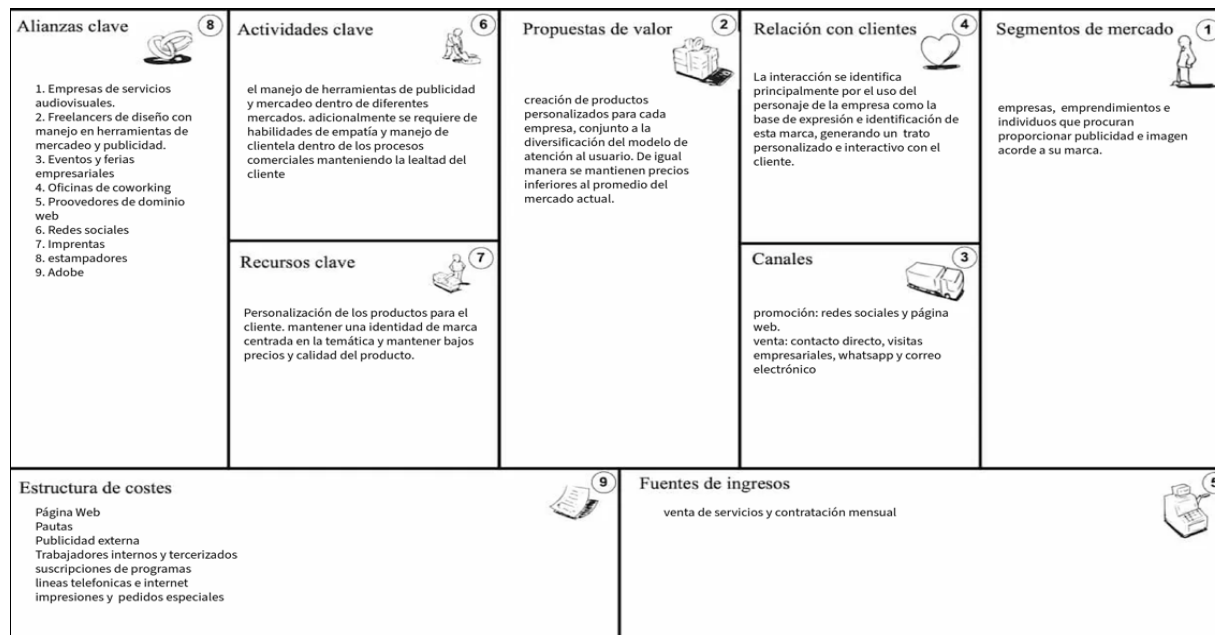 Alianzas clave
8
1. Empresas de servicios
audiovisuales.
2. Freelancers de diseño con
manejo en herramientas de
mercadeo y publicidad.
3. Eventos y ferias
empresariales
4. Oficinas de coworking
5. Proovedores de dominio
web
6. Redes sociales
7. Imprentas
8. estampadores
9. Adobe
Actividades clave
6
el manejo de herramientas de publicidad
y mercadeo dentro de diferentes
mercados. adicionalmente se requiere de
habilidades de empatía y manejo de
clientela dentro de los procesos
comerciales manteniendo la lealtad del
cliente
Recursos clave
7
Personalización de los productos para el
cliente. mantener una identidad de marca
centrada en la temática y mantener bajos
precios y calidad del producto.
Propuestas de valor
2
creación de productos
personalizados para cada
empresa, conjunto a la
diversificación del modelo de
atención al usuario. De igual
manera se mantienen precios
inferiores al promedio del
mercado actual.
Relación con clientes
4
La interacción se identifica
principalmente por el uso del
personaje de la empresa como la
base de expresión e identificación de
esta marca, generando un trato
personalizado e interactivo con el
cliente.
Canales
3
promoción: redes sociales y página
web.
venta: contacto directo, visitas
empresariales, whatsapp y correo
electrónico
Segmentos de mercado
1
empresas, emprendimientos e
individuos que procuran
proporcionar publicidad e imagen
acorde a su marca.
Estructura de costes
9
Página Web
Pautas
Publicidad externa
Trabajadores internos y tercerizados
suscripciones de programas
lineas telefonicas e internet
impresiones y pedidos especiales
Fuentes de ingresos
5
venta de servicios y contratación mensual